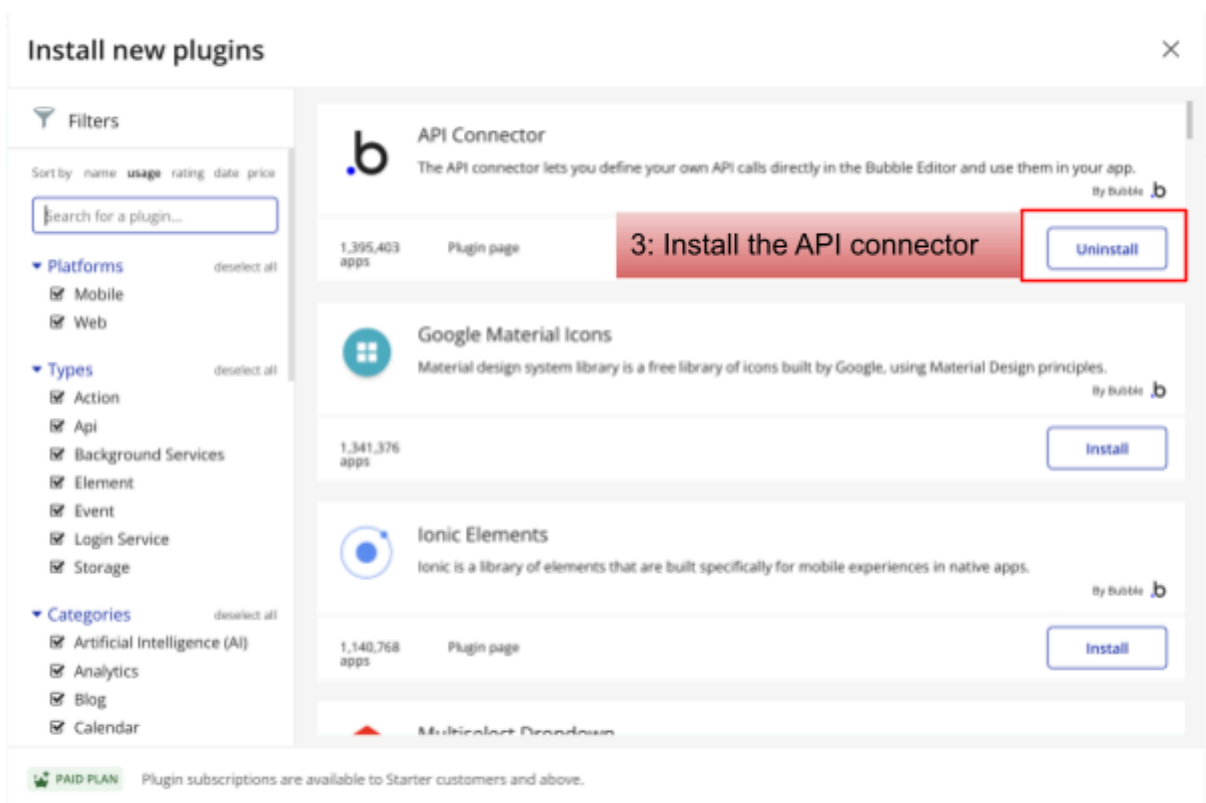 Install new plugins
Filters
Sort by name usage rating date price
Search for a plugin...
Platforms deselect all
Mobile
Web
Types deselect all
Action
Api
Background Services
Element
Event
Login Service
Storage
Categories deselect all
Artificial Intelligence (AI)
Analytics
Blog
Calendar
API Connector
The API connector lets you define your own API calls directly in the Bubble Editor and use them in your app.
By Bubble .b
1,395,403 apps
Plugin page
3: Install the API connector
Uninstall
Google Material Icons
Material design system library is a free library of icons built by Google, using Material Design principles.
By Bubble .b
1,341,376 apps
Install
Ionic Elements
Ionic is a library of elements that are built specifically for mobile experiences in native apps.
By Bubble .b
1,140,768 apps
Plugin page
Install
Multiselect Dropdown
PAID PLAN Plugin subscriptions are available to Starter customers and above.